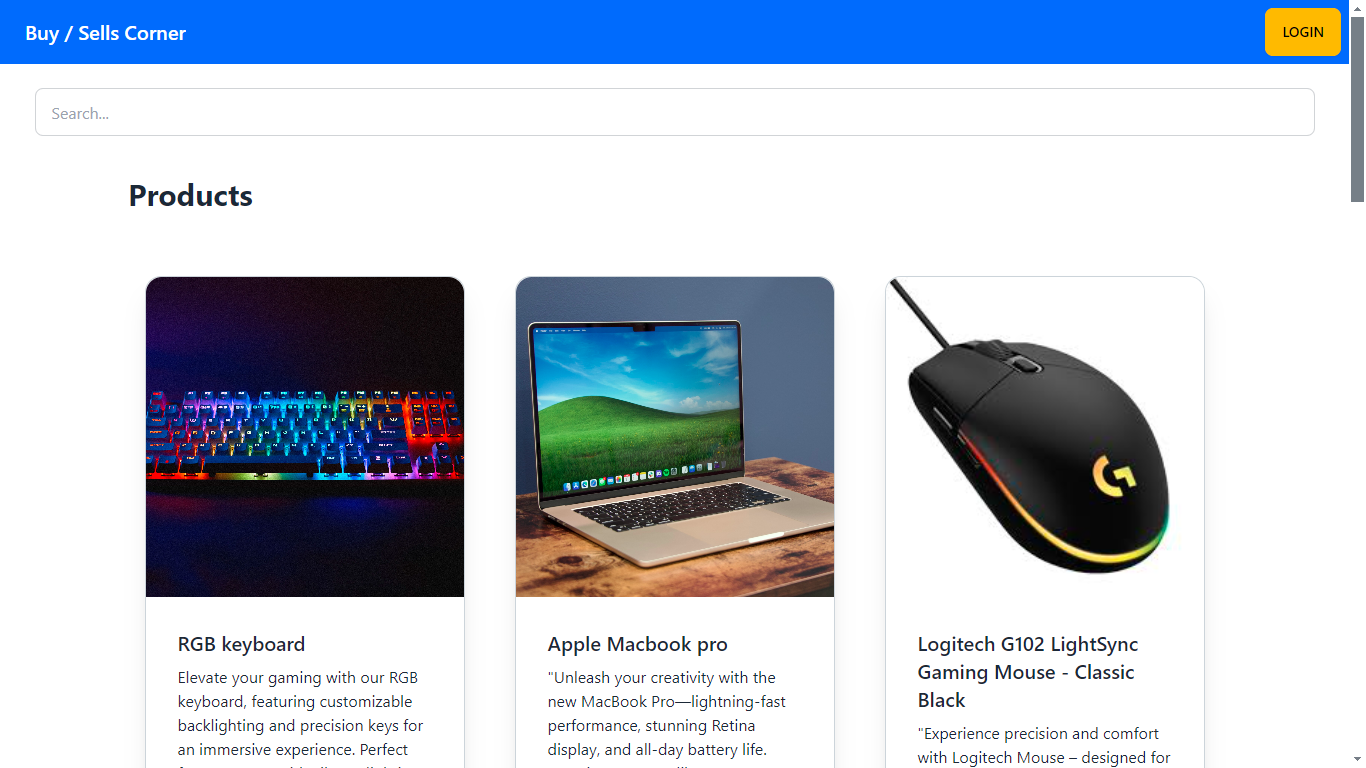 Buy / Sells Corner
LOGIN
Search...
Products
RGB keyboard
Elevate your gaming with our RGB
keyboard, featuring customizable
backlighting and precision keys for
an immersive experience. Perfect
Apple Macbook pro
"Unleash your creativity with the
new MacBook Pro—lightning-fast
performance, stunning Retina
display, and all-day battery life.
Logitech G102 LightSync
Gaming Mouse - Classic
Black
"Experience precision and comfort
with Logitech Mouse – designed for